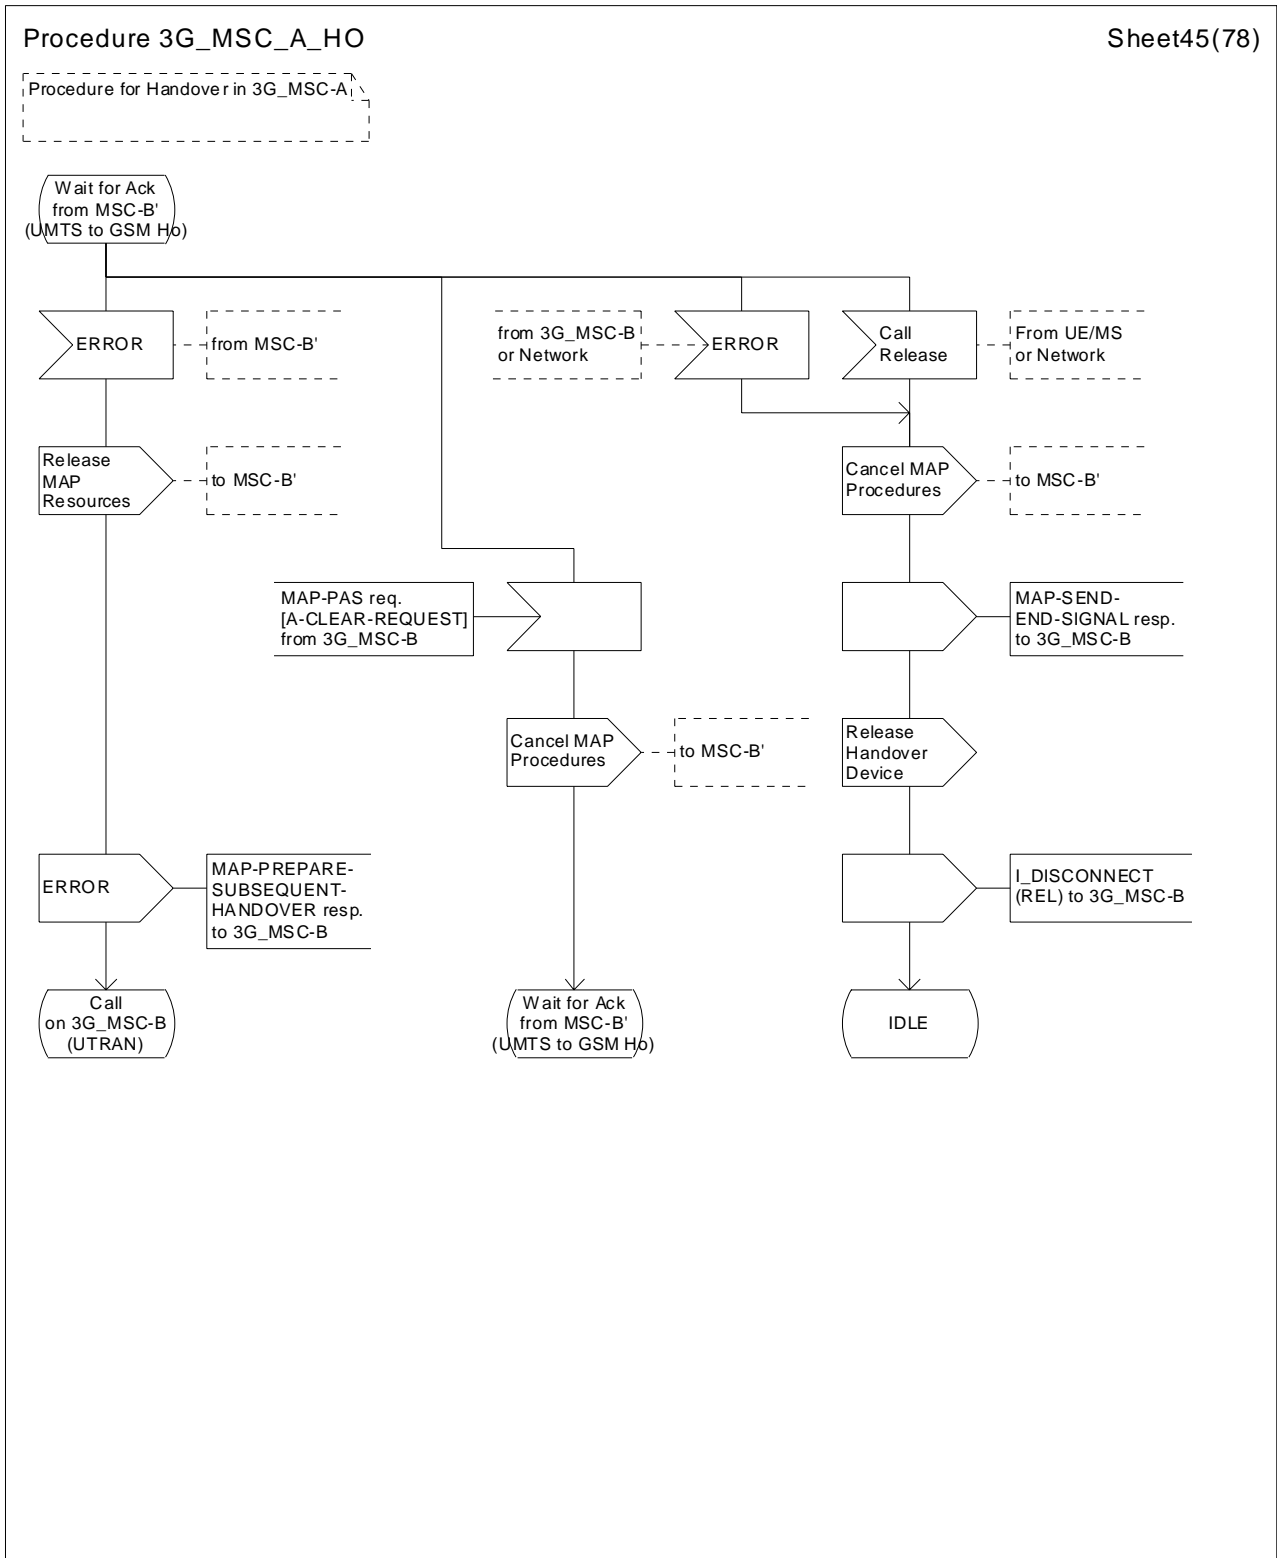 Procedure 3G_MSC_A_HO
Sheet45(78)
Procedure for Handover in 3G_MSC-A
Wait for Ack
from MSC-B'
(UMTS to GSM Ho)
ERROR
from MSC-B'
from 3G_MSC-B
or Network
ERROR
Call
Release
From UE/MS
or Network
Release
MAP
Resources
to MSC-B'
Cancel MAP
Procedures
to MSC-B'
MAP-PAS req.
[A-CLEAR-REQUEST]
from 3G_MSC-B
MAP-SEND-
END-SIGNAL resp.
to 3G_MSC-B
Cancel MAP
Procedures
to MSC-B'
Release
Handover
Device
ERROR
MAP-PREPARE-
SUBSEQUENT-
HANDOVER resp.
to 3G_MSC-B
I_DISCONNECT
(REL) to 3G_MSC-B
Call
on 3G_MSC-B
(UTRAN)
Wait for Ack
from MSC-B'
(UMTS to GSM Ho)
IDLE